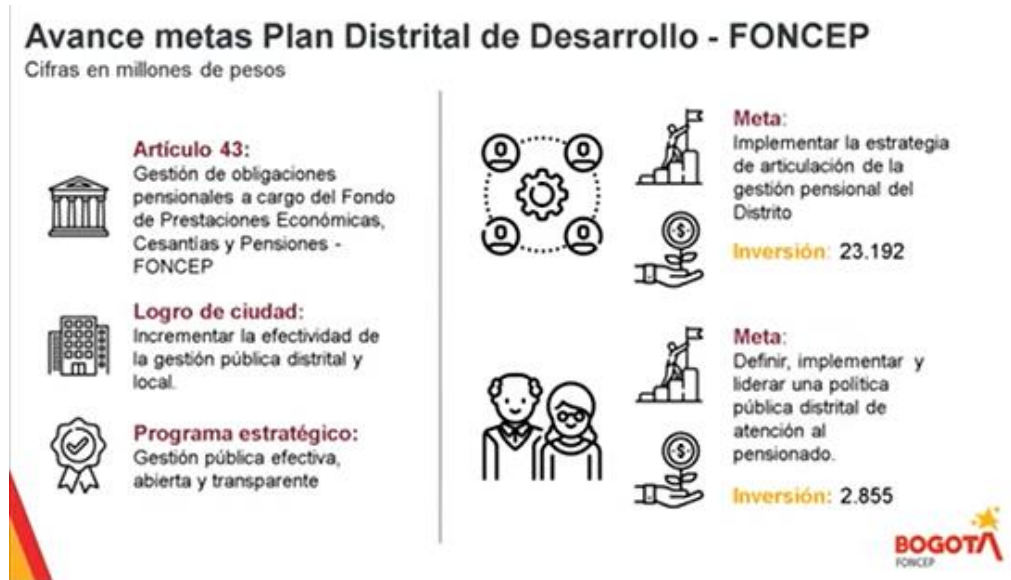 Avance metas Plan Distrital de Desarrollo - FONCEP
Cifras en millones de pesos
Artículo 43:
Gestión de obligaciones
pensionales a cargo del Fondo
de Prestaciones Económicas,
Cesantías y Pensiones -
FONCEP
Logro de ciudad:
Incrementar la efectividad de
la gestión pública distrital y
local.
Programa estratégico:
Gestión pública efectiva,
abierta y transparente
Meta:
Implementar la estrategia
de articulación de la
gestión pensional del
Distrito
Inversión: 23.192
Meta:
Definir, implementar y
liderar una política
pública distrital de
atención al
pensionado.
Inversión: 2.855
BOGOTÁ
FONCEP